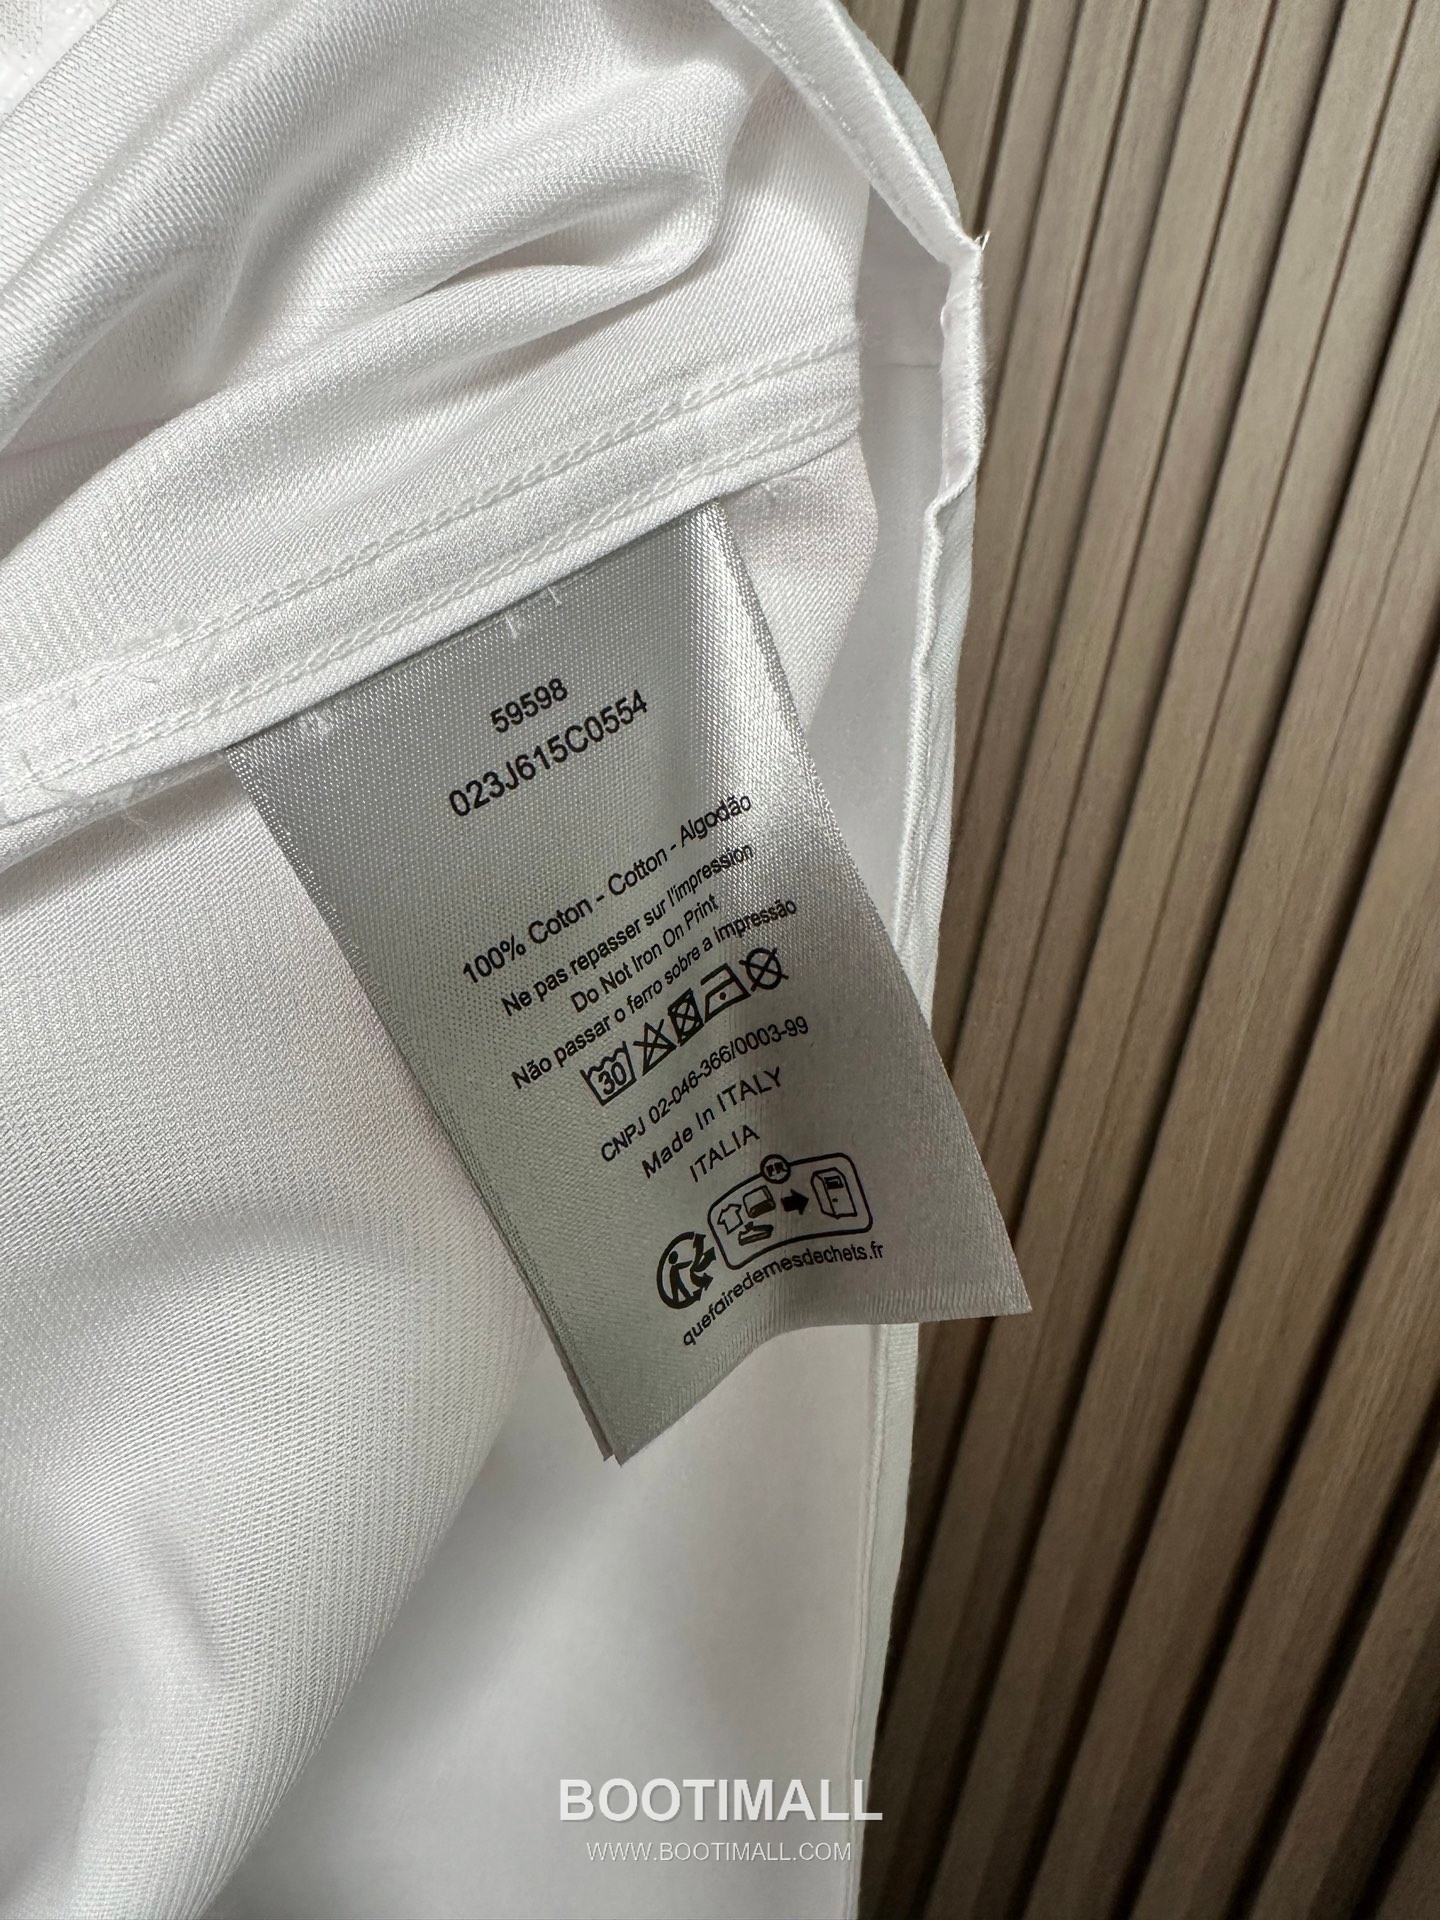 59598
023J615C0554
100% Coton - Cotton - Algodão
Ne pas repasser sur l'impression
Do Not Iron On Print
Não passar o ferro sobre a impressão
30
CNPJ 02-046-366/0003-99
Made In ITALY
ITALIA
FR
quefairedemesdechets.fr
BOOTIMALL
WWW.BOOTIMALL.COM